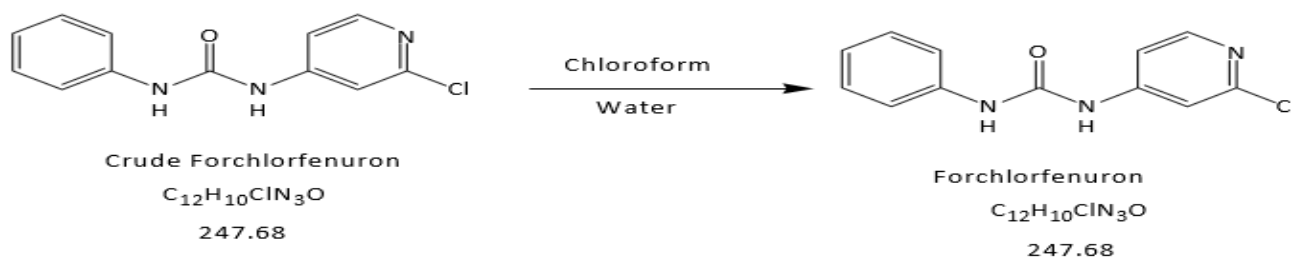 O
N
H
N
H
N
Cl
Crude Forchlorfenuron
C₁₂H₁₀ClN₃O
247.68
Chloroform
Water
O
N
H
N
H
N
C
Forchlorfenuron
C₁₂H₁₀ClN₃O
247.68